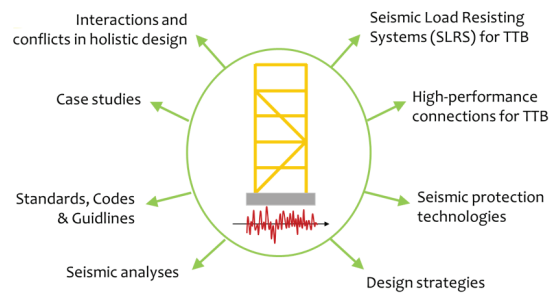 Interactions and
conflicts in holistic design
Seismic Load Resisting
Systems (SLRS) for TTB
Case studies
High-performance
connections for TTB
Standards, Codes
& Guidlines
Seismic protection
technologies
Seismic analyses
Design strategies